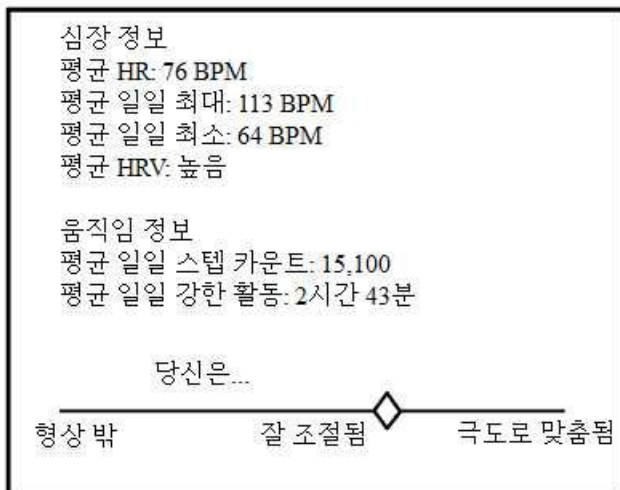 심장 정보
평균 HR: 76 BPM
평균 일일 최대: 113 BPM
평균 일일 최소: 64 BPM
평균 HRV: 높음
움직임 정보
평균 일일 스텝 카운트: 15,100
평균 일일 강한 활동: 2시간 43분
당신은...
형상 밖 잘 조절됨 극도로 맞춤됨